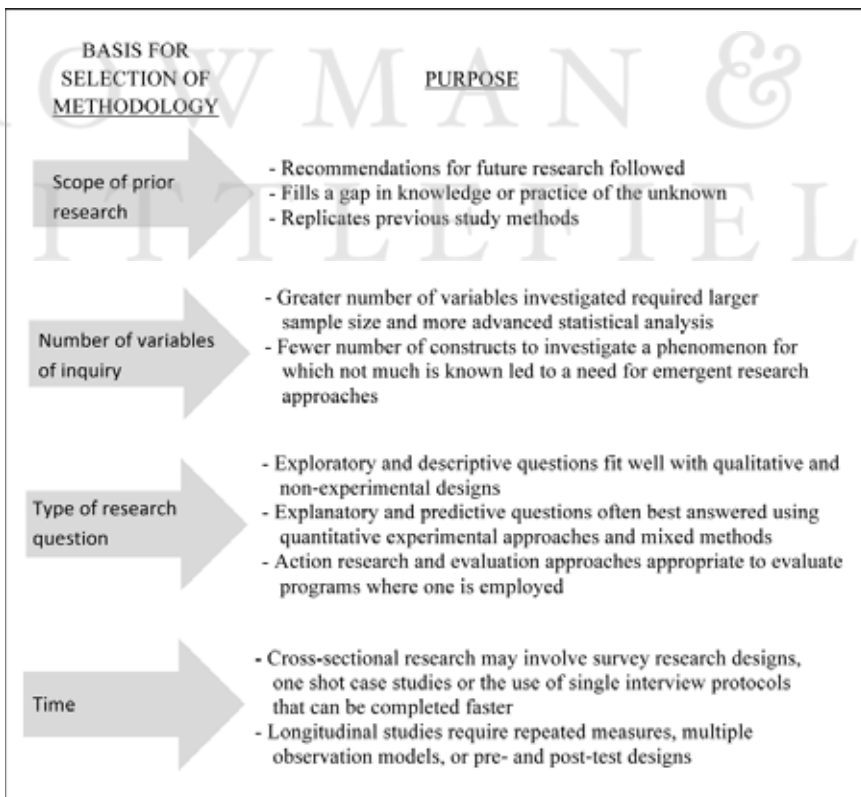 BASIS FOR
SELECTION OF
METHODOLOGY
PURPOSE
OWMAN &
ITTLEFIEL
Scope of prior
research
- Recommendations for future research followed
- Fills a gap in knowledge or practice of the unknown
- Replicates previous study methods
Number of variables
of inquiry
- Greater number of variables investigated required larger
sample size and more advanced statistical analysis
- Fewer number of constructs to investigate a phenomenon for
which not much is known led to a need for emergent research
approaches
Type of research
question
- Exploratory and descriptive questions fit well with qualitative and
non-experimental designs
- Explanatory and predictive questions often best answered using
quantitative experimental approaches and mixed methods
- Action research and evaluation approaches appropriate to evaluate
programs where one is employed
Time
- Cross-sectional research may involve survey research designs,
one shot case studies or the use of single interview protocols
that can be completed faster
- Longitudinal studies require repeated measures, multiple
observation models, or pre- and post-test designs